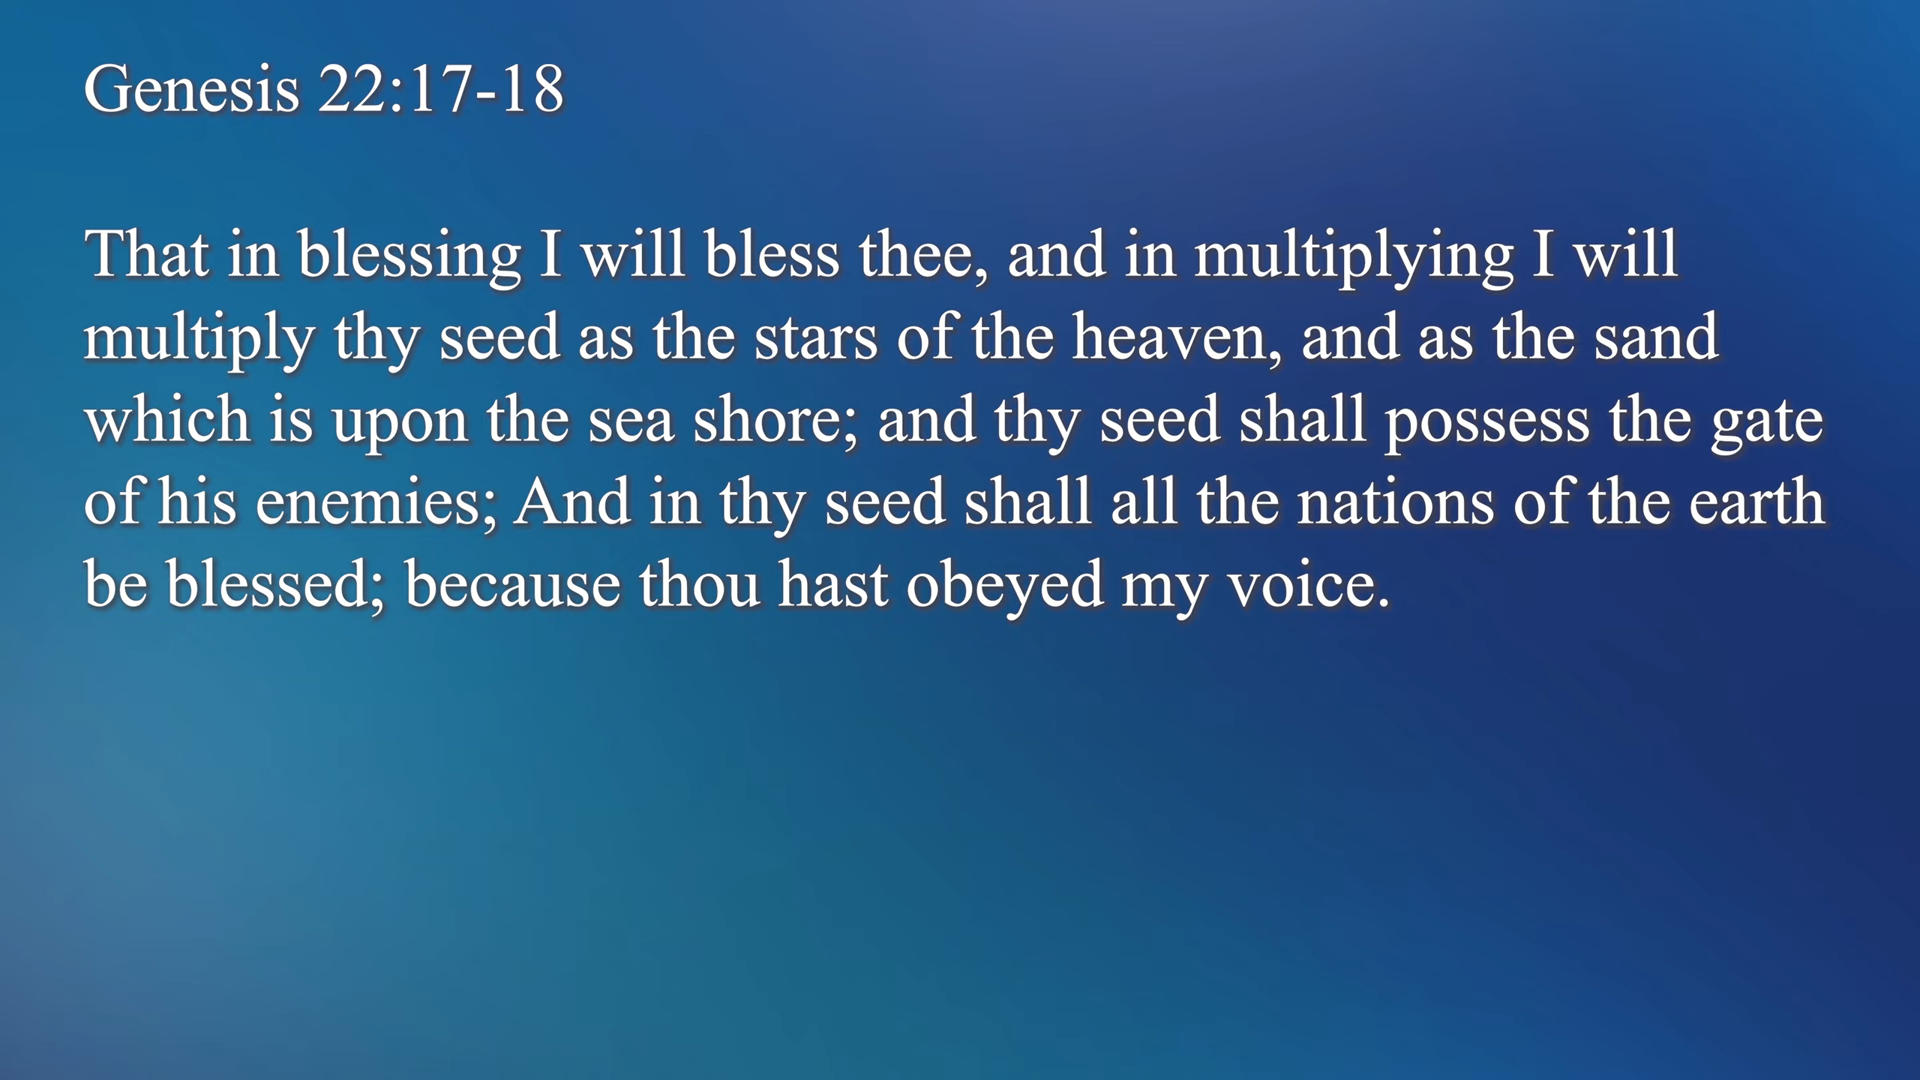 Genesis 22:17-18
That in blessing I will bless thee, and in multiplying I will
multiply thy seed as the stars of the heaven, and as the sand
which is upon the sea shore; and thy seed shall possess the gate
of his enemies; And in thy seed shall all the nations of the earth
be blessed; because thou hast obeyed my voice.